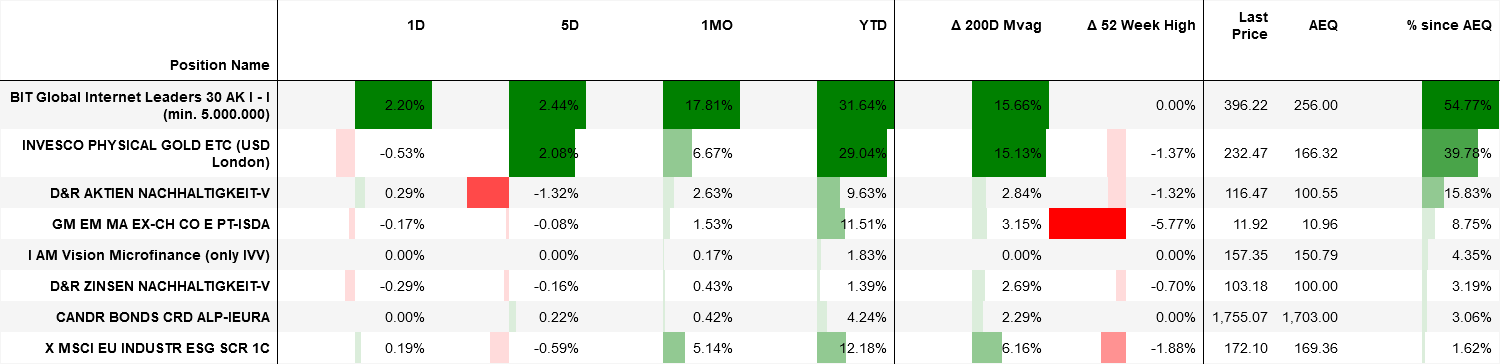 1D 5D 1MO YTD Δ 200D Mvag Δ 52 Week High Last Price AEQ % since AEQ
Position Name
BIT Global Internet Leaders 30 AK I - I (min. 5.000.000) 2.20% 2.44% 17.81% 31.64% 15.66% 0.00% 396.22 256.00 54.77%
INVESCO PHYSICAL GOLD ETC (USD London) -0.53% 2.08% 6.67% 29.04% 15.13% -1.37% 232.47 166.32 39.78%
D&R AKTIEN NACHHALTIGKEIT-V 0.29% -1.32% 2.63% 9.63% 2.84% -1.32% 116.47 100.55 15.83%
GM EM MA EX-CH CO E PT-ISDA -0.17% -0.08% 1.53% 11.51% 3.15% -5.77% 11.92 10.96 8.75%
I AM Vision Microfinance (only IVV) 0.00% 0.00% 0.17% 1.83% 0.00% 0.00% 157.35 150.79 4.35%
D&R ZINSEN NACHHALTIGKEIT-V -0.29% -0.16% 0.43% 1.39% 2.69% -0.70% 103.18 100.00 3.19%
CANDR BONDS CRD ALP-IEURA 0.00% 0.22% 0.42% 4.24% 2.29% 0.00% 1,755.07 1,703.00 3.06%
X MSCI EU INDUSTR ESG SCR 1C 0.19% -0.59% 5.14% 12.18% 6.16% -1.88% 172.10 169.36 1.62%